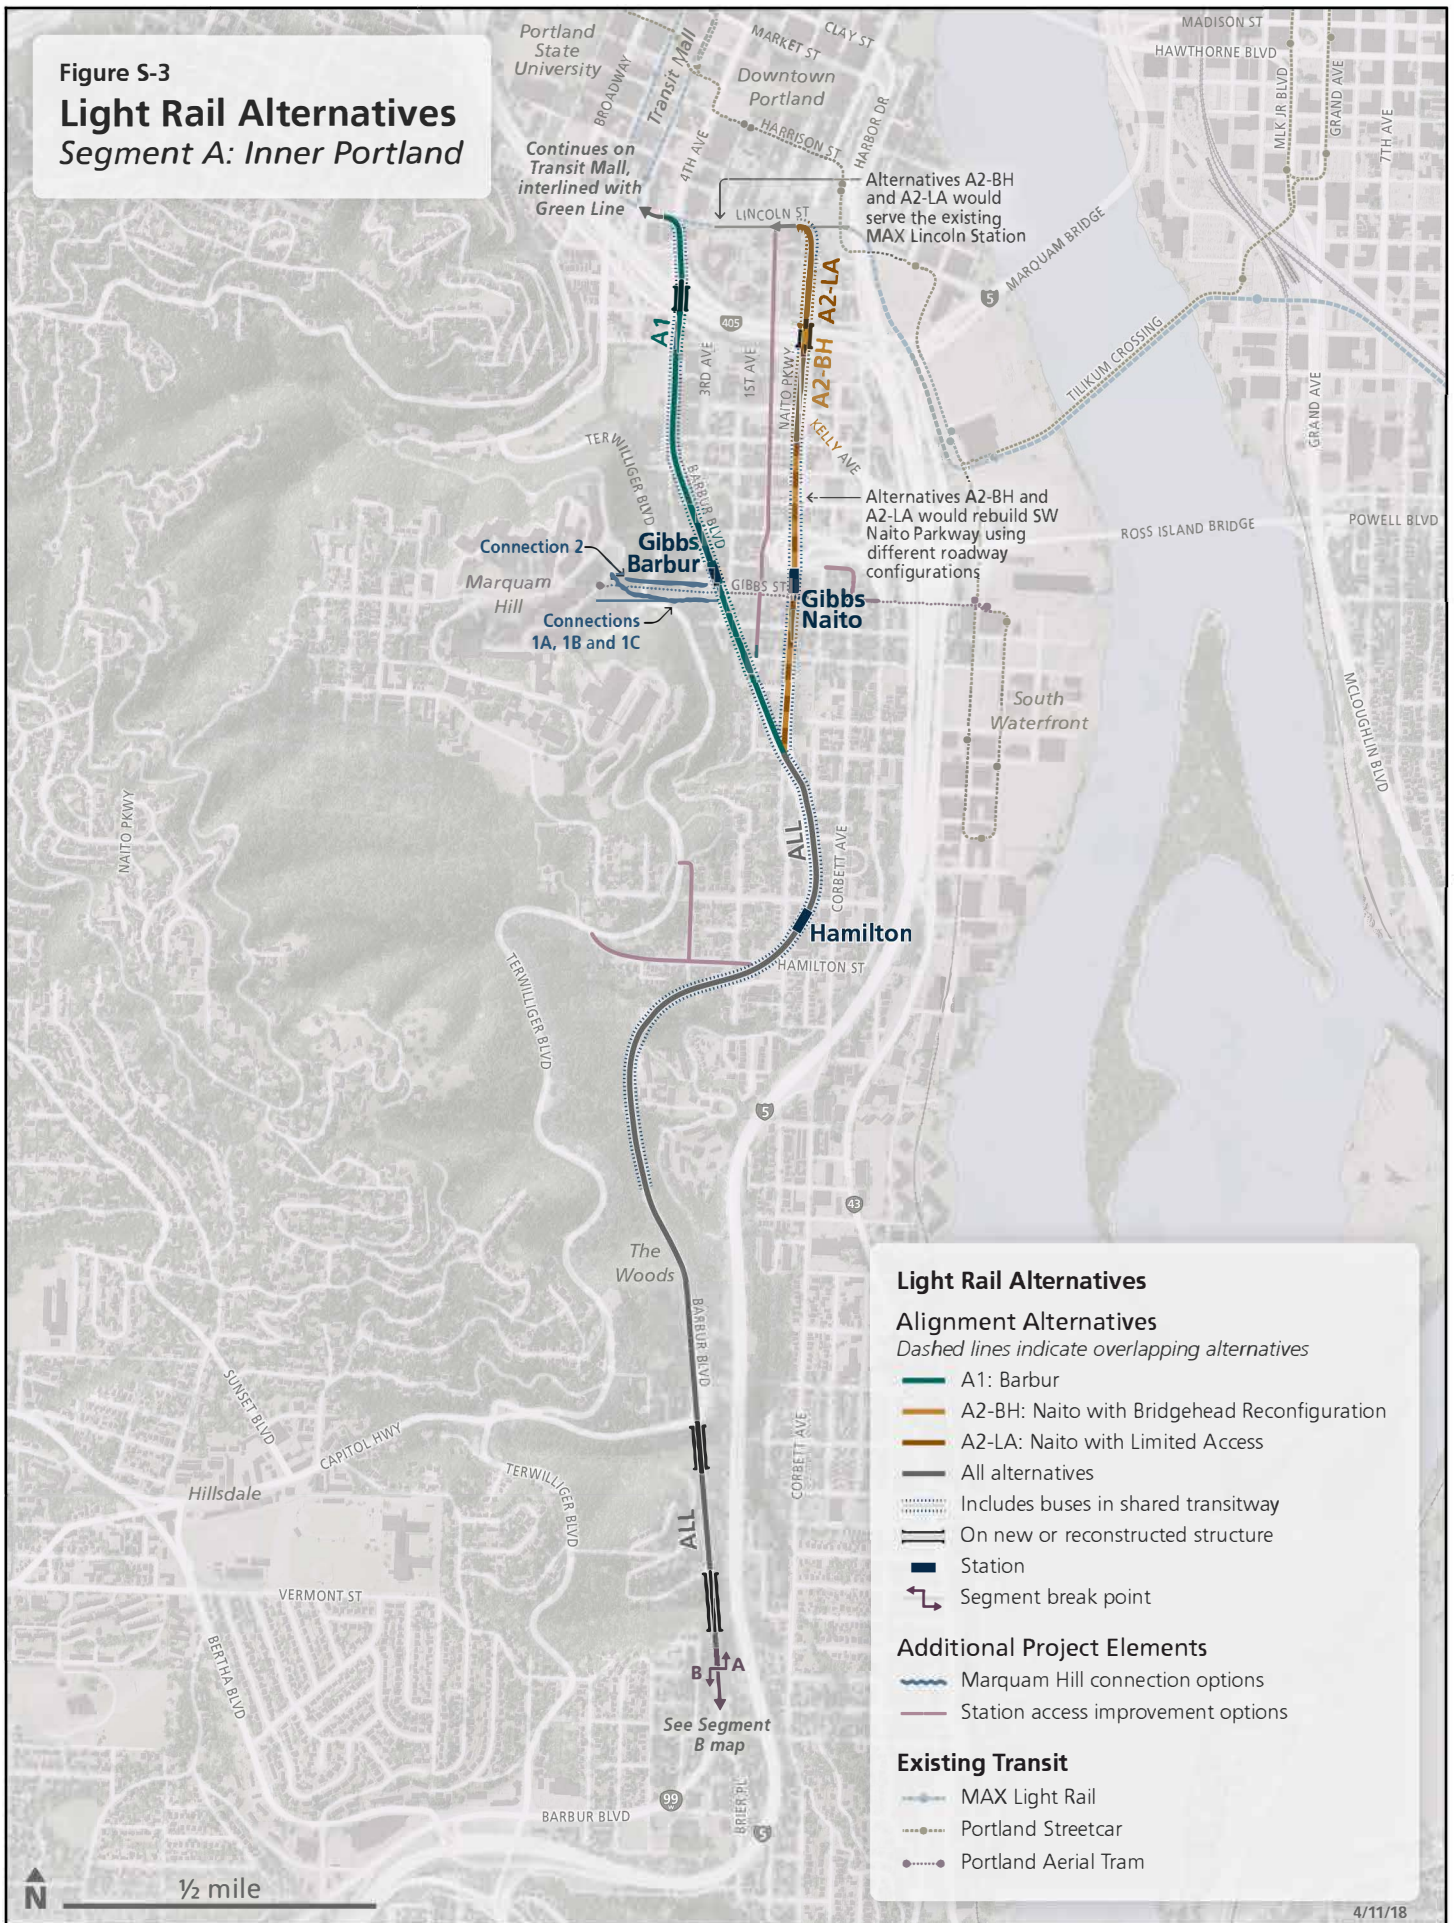 Figure S-3
Light Rail Alternatives
Segment A: Inner Portland
Portland
State
University
BROADWAY
Transit Mall
MARKET ST
CLAY ST
Downtown
Portland
4TH AVE
HARRISON ST
HARBOR DR
MADISON ST
HAWTHORNE BLVD
MLK JR BLVD
GRAND AVE
7TH AVE
Continues on
Transit Mall,
interlined with
Green Line
LINCOLN ST
Alternatives A2-BH
and A2-LA would
serve the existing
MAX Lincoln Station
MARQUAM BRIDGE
5
A1
405
A2-LA
A2-BH
3RD AVE
1ST AVE
NAITO PKWY
KELLY AVE
TILIKUM CROSSING
GRAND AVE
TERWILLIGER BLVD
BARBUR BLVD
Alternatives A2-BH and
A2-LA would rebuild SW
Naito Parkway using
different roadway
configurations
ROSS ISLAND BRIDGE
POWELL BLVD
Connection 2
Gibbs
Barbur
Marquam
Hill
GIBBS ST
Gibbs
Naito
Connections
1A, 1B and 1C
South
Waterfront
MCLOUGHLIN BLVD
NAITO PKWY
ALL
CORBETT AVE
Hamilton
HAMILTON ST
TERWILLIGER BLVD
5
43
The
Woods
BARBUR BLVD
SUNSET BLVD
CAPITOL HWY
Hillsdale
TERWILLIGER BLVD
CORBETT AVE
ALL
VERMONT ST
BERTHA BLVD
B
A
See Segment
B map
99
W
BARBUR BLVD
BRIER PL
5
N
½ mile
Light Rail Alternatives
Alignment Alternatives
Dashed lines indicate overlapping alternatives
A1: Barbur
A2-BH: Naito with Bridgehead Reconfiguration
A2-LA: Naito with Limited Access
All alternatives
Includes buses in shared transitway
On new or reconstructed structure
Station
Segment break point
Additional Project Elements
Marquam Hill connection options
Station access improvement options
Existing Transit
MAX Light Rail
Portland Streetcar
Portland Aerial Tram
4/11/18